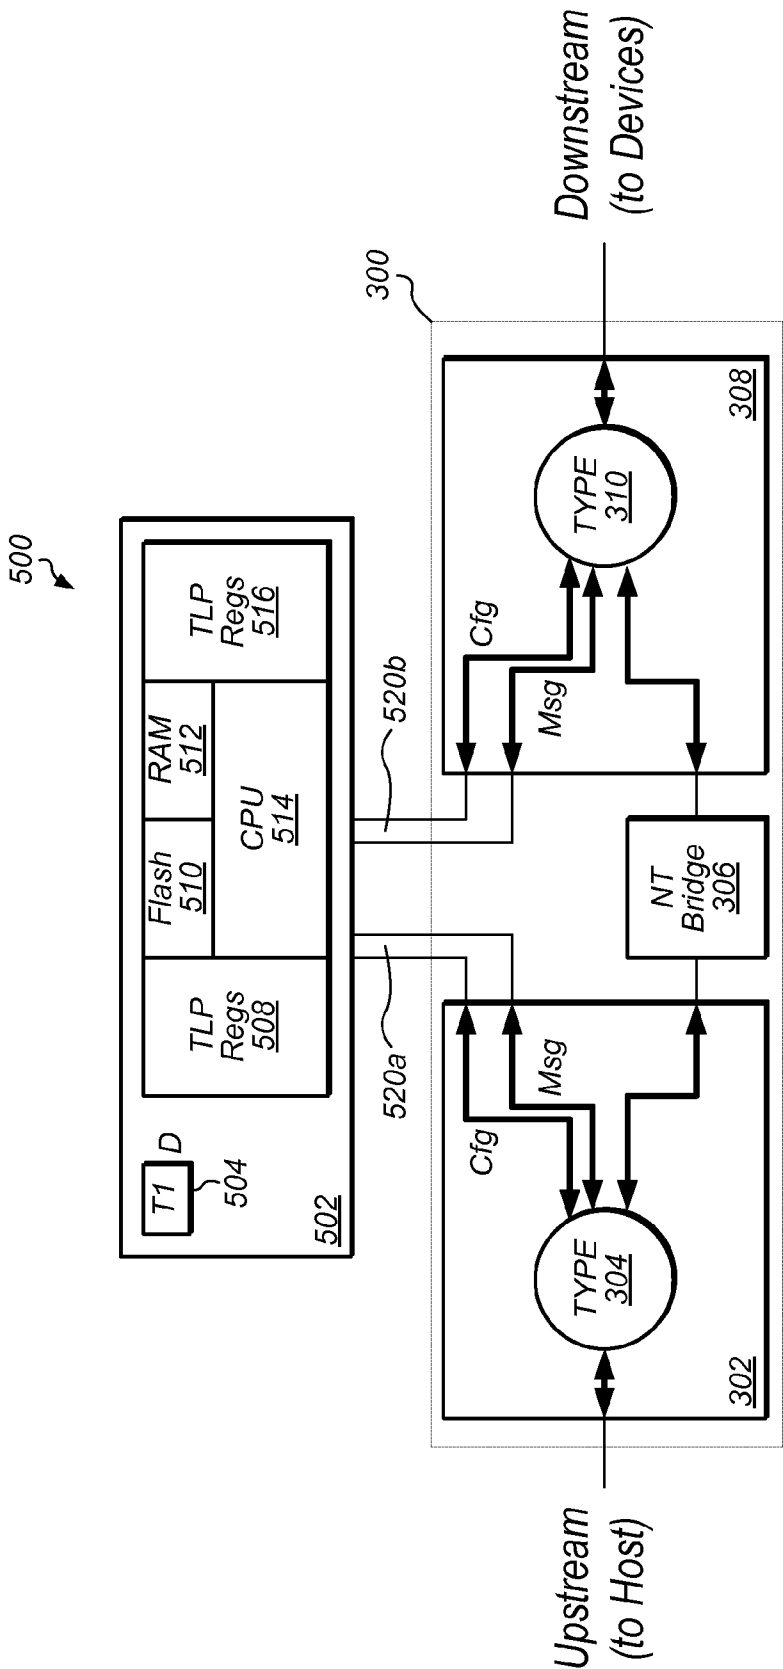 500
T1
D
504
502
TLP
Regs
508
Flash
510
RAM
512
CPU
514
TLP
Regs
516
520a
520b
300
Upstream
(to Host)
TYPE
304
Cfg
Msg
302
NT
Bridge
306
Cfg
Msg
TYPE
310
308
Downstream
(to Devices)